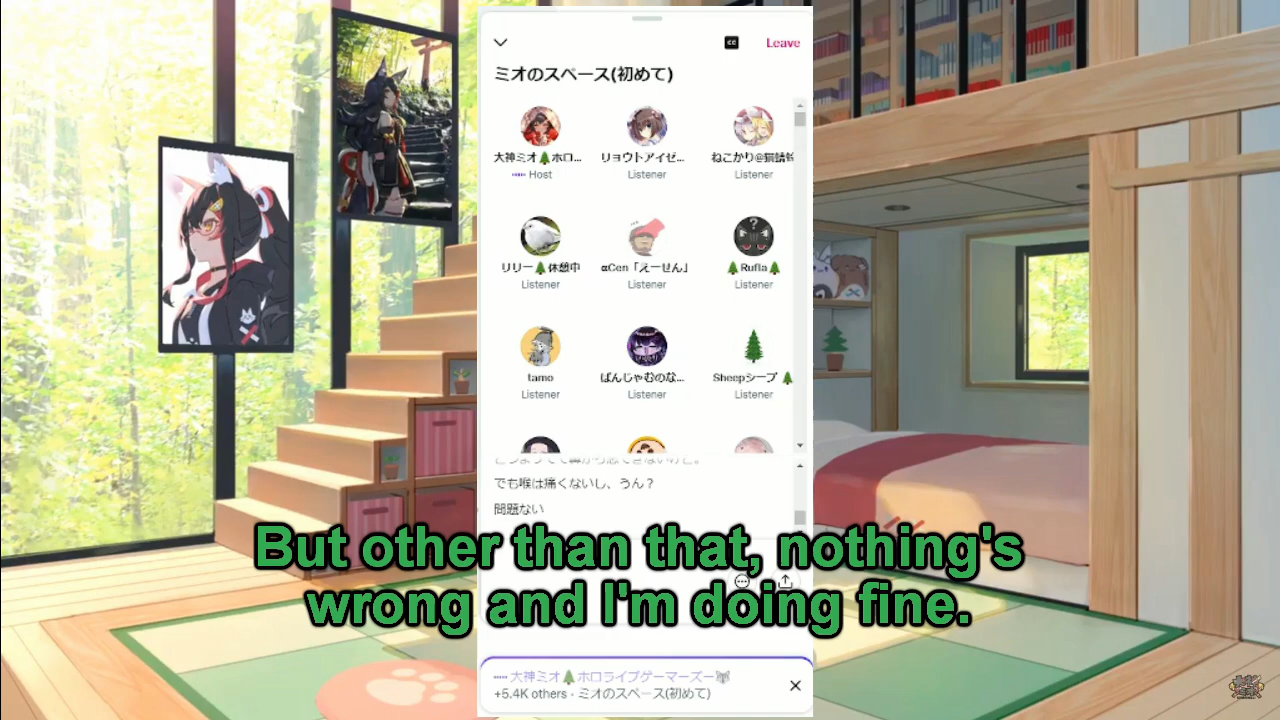 CC
Leave
ミオのスペース(初めて)
大神ミオ🌲ホロ...
リョウトアイゼ...
ねこかり@猫請
Host
Listener
Listener
リリー🌲休憩中
αCen「えーせん」
🌲Rufla🌲
Listener
Listener
Listener
tamo
ばんじゃむのな...
Sheepシープ🌲
Listener
Listener
Listener
でも喉は痛くないし、うん?
問題ない
But other than that, nothing's
wrong and I'm doing fine.
大神ミオ🌲ホロライブゲーマーズー🐺
+5.4K others · ミオのスペース(初めて)